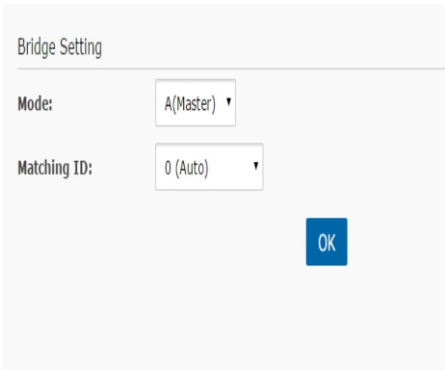 Bridge Setting
Mode: A(Master)
Matching ID: 0 (Auto)
OK